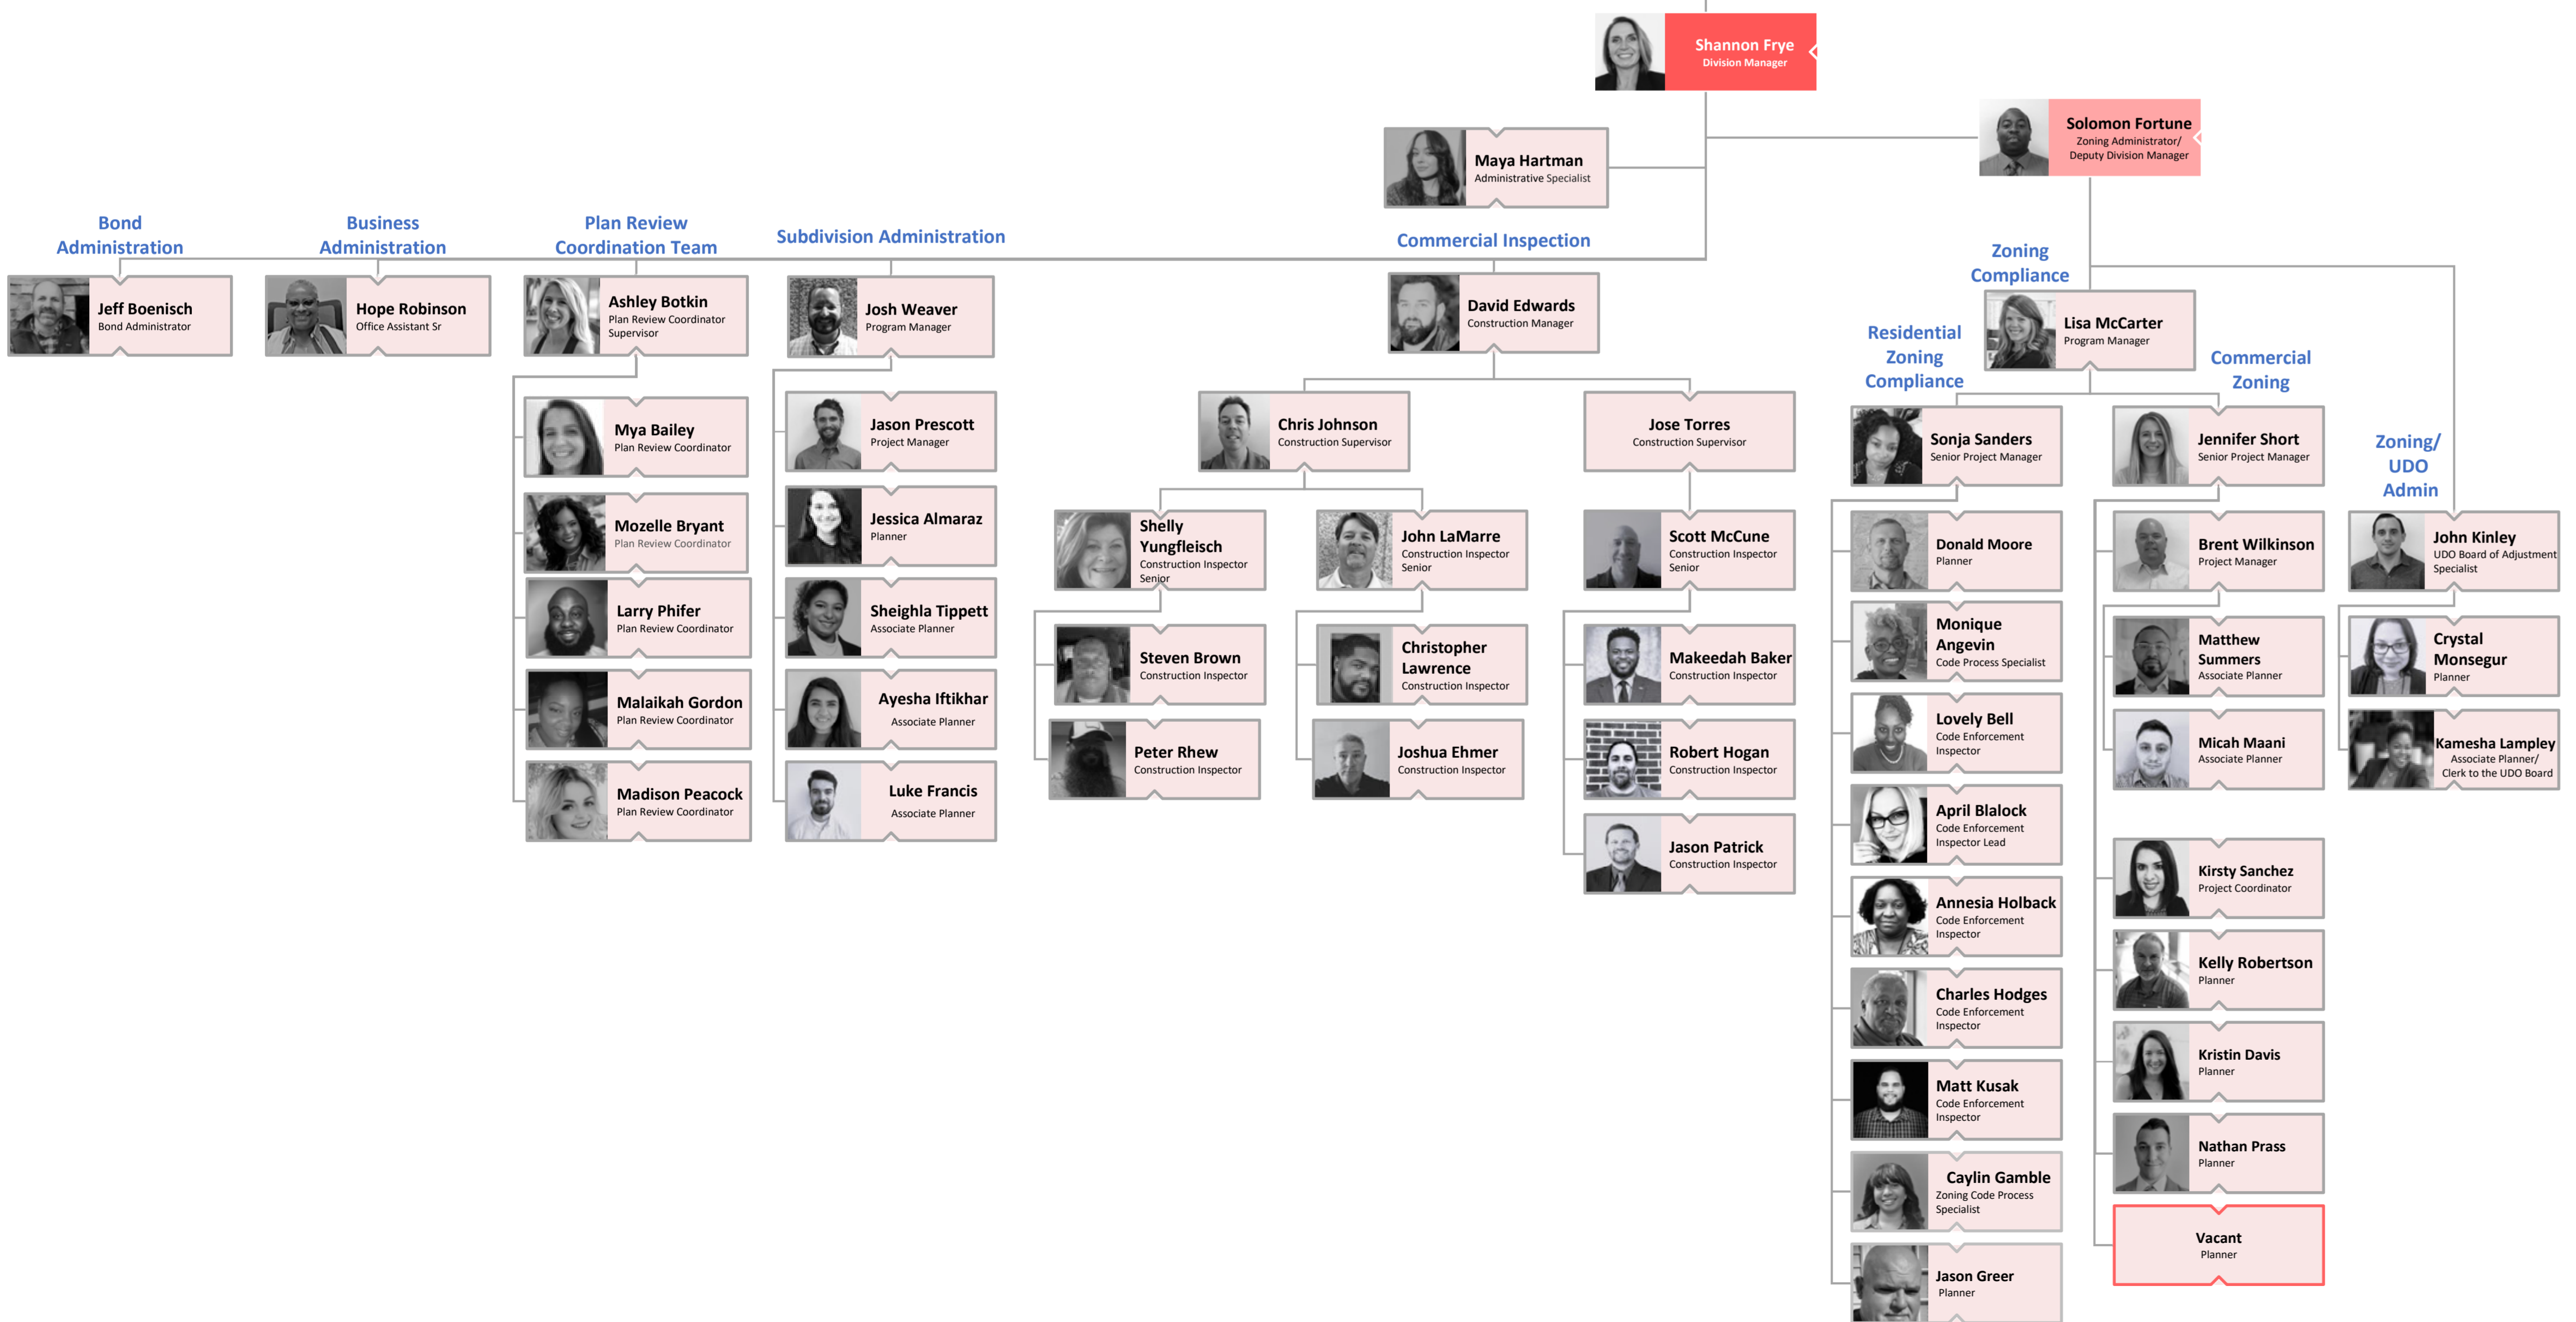 Shannon Frye
Division Manager
Solomon Fortune
Zoning Administrator/
Deputy Division Manager
Maya Hartman
Administrative Specialist
Bond
Administration
Business
Administration
Plan Review
Coordination Team
Subdivision Administration
Commercial Inspection
Zoning
Compliance
Jeff Boenisch
Bond Administrator
Hope Robinson
Office Assistant Sr
Ashley Botkin
Plan Review Coordinator
Supervisor
Josh Weaver
Program Manager
David Edwards
Construction Manager
Lisa McCarter
Program Manager
Residential
Zoning
Compliance
Commercial
Zoning
Zoning/
UDO
Admin
Mya Bailey
Plan Review Coordinator
Mozelle Bryant
Plan Review Coordinator
Larry Phifer
Plan Review Coordinator
Malaikah Gordon
Plan Review Coordinator
Madison Peacock
Plan Review Coordinator
Jason Prescott
Project Manager
Jessica Almaraz
Planner
Sheighla Tippett
Associate Planner
Ayesha Iftikhar
Associate Planner
Luke Francis
Associate Planner
Chris Johnson
Construction Supervisor
Jose Torres
Construction Supervisor
Shelly
Yungfleisch
Construction Inspector
Senior
Steven Brown
Construction Inspector
Peter Rhew
Construction Inspector
John LaMarre
Construction Inspector
Senior
Christopher
Lawrence
Construction Inspector
Joshua Ehmer
Construction Inspector
Scott McCune
Construction Inspector
Senior
Makeedah Baker
Construction Inspector
Robert Hogan
Construction Inspector
Jason Patrick
Construction Inspector
Sonja Sanders
Senior Project Manager
Donald Moore
Planner
Monique
Angevin
Code Process Specialist
Lovely Bell
Code Enforcement
Inspector
April Blalock
Code Enforcement
Inspector Lead
Annesia Holback
Code Enforcement
Inspector
Charles Hodges
Code Enforcement
Inspector
Matt Kusak
Code Enforcement
Inspector
Caylin Gamble
Zoning Code Process
Specialist
Jason Greer
Planner
Jennifer Short
Senior Project Manager
Brent Wilkinson
Project Manager
Matthew
Summers
Associate Planner
Micah Maani
Associate Planner
Kirsty Sanchez
Project Coordinator
Kelly Robertson
Planner
Kristin Davis
Planner
Nathan Prass
Planner
Vacant
Planner
John Kinley
UDO Board of Adjustment
Specialist
Crystal
Monsegur
Planner
Kamesha Lampley
Associate Planner/
Clerk to the UDO Board